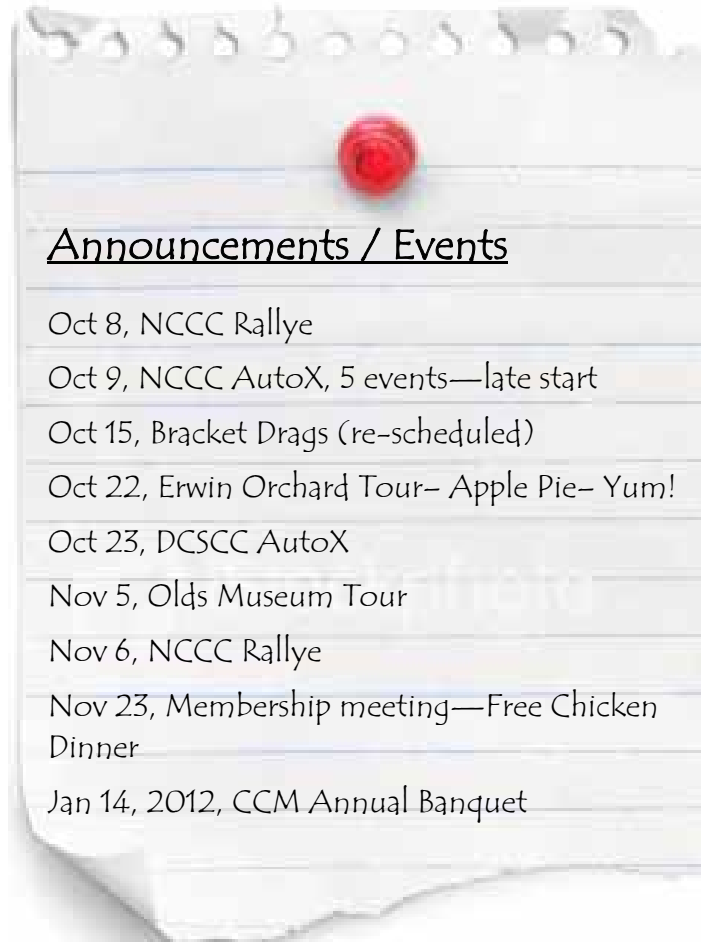 Announcements / Events
Oct 8, NCCC Rallye
Oct 9, NCCC AutoX, 5 events—late start
Oct 15, Bracket Drags (re-scheduled)
Oct 22, Erwin Orchard Tour– Apple Pie– Yum!
Oct 23, DCSCC AutoX
Nov 5, Olds Museum Tour
Nov 6, NCCC Rallye
Nov 23, Membership meeting—Free Chicken
Dinner
Jan 14, 2012, CCM Annual Banquet